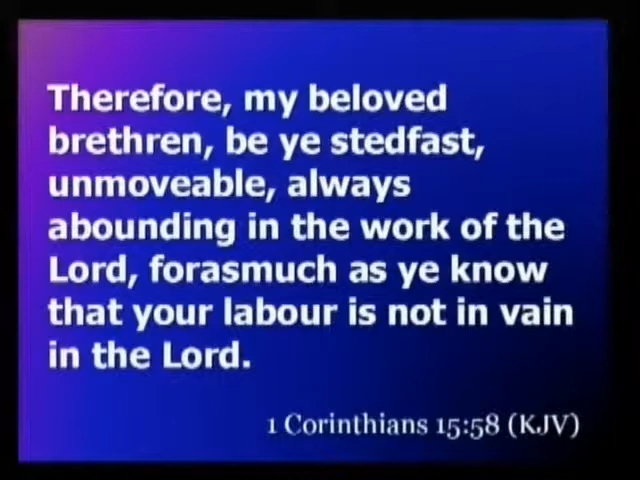 Therefore, my beloved
brethren, be ye stedfast,
unmoveable, always
abounding in the work of the
Lord, forasmuch as ye know
that your labour is not in vain
in the Lord.
1 Corinthians 15:58 (KJV)